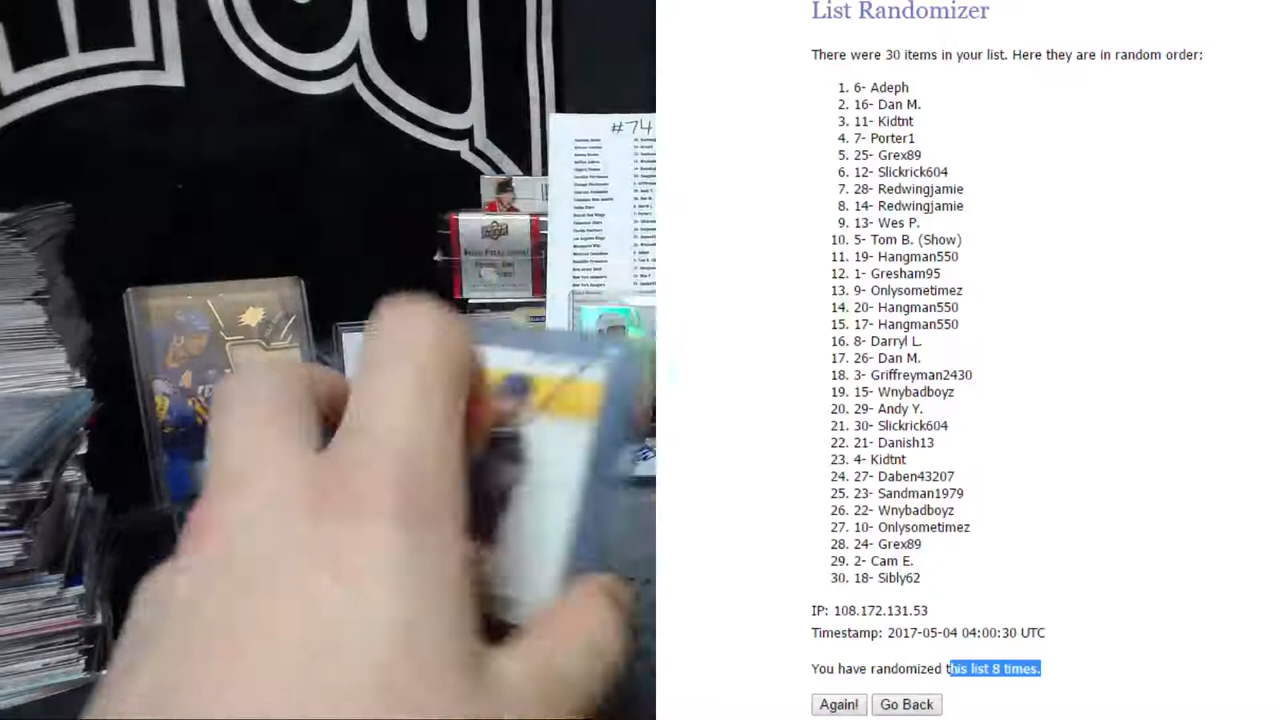 List Randomizer
There were 30 items in your list. Here they are in random order:
1. 6- Adeph
2. 16- Dan M.
3. 11- Kidtnt
4. 7- Porter1
5. 25- Grex89
6. 12- Slickrick604
7. 28- Redwingjamie
8. 14- Redwingjamie
9. 13- Wes P.
10. 5- Tom B. (Show)
11. 19- Hangman550
12. 1- Gresham95
13. 9- Onlysometimez
14. 20- Hangman550
15. 17- Hangman550
16. 8- Darryl L.
17. 26- Dan M.
18. 3- Griffreyman2430
19. 15- Wnybadboyz
20. 29- Andy Y.
21. 30- Slickrick604
22. 21- Danish13
23. 4- Kidtnt
24. 27- Daben43207
25. 23- Sandman1979
26. 22- Wnybadboyz
27. 10- Onlysometimez
28. 24- Grex89
29. 2- Cam E.
30. 18- Sibly62
IP: 108.172.131.53
Timestamp: 2017-05-04 04:00:30 UTC
You have randomized this list 8 times.
Again! Go Back
#74